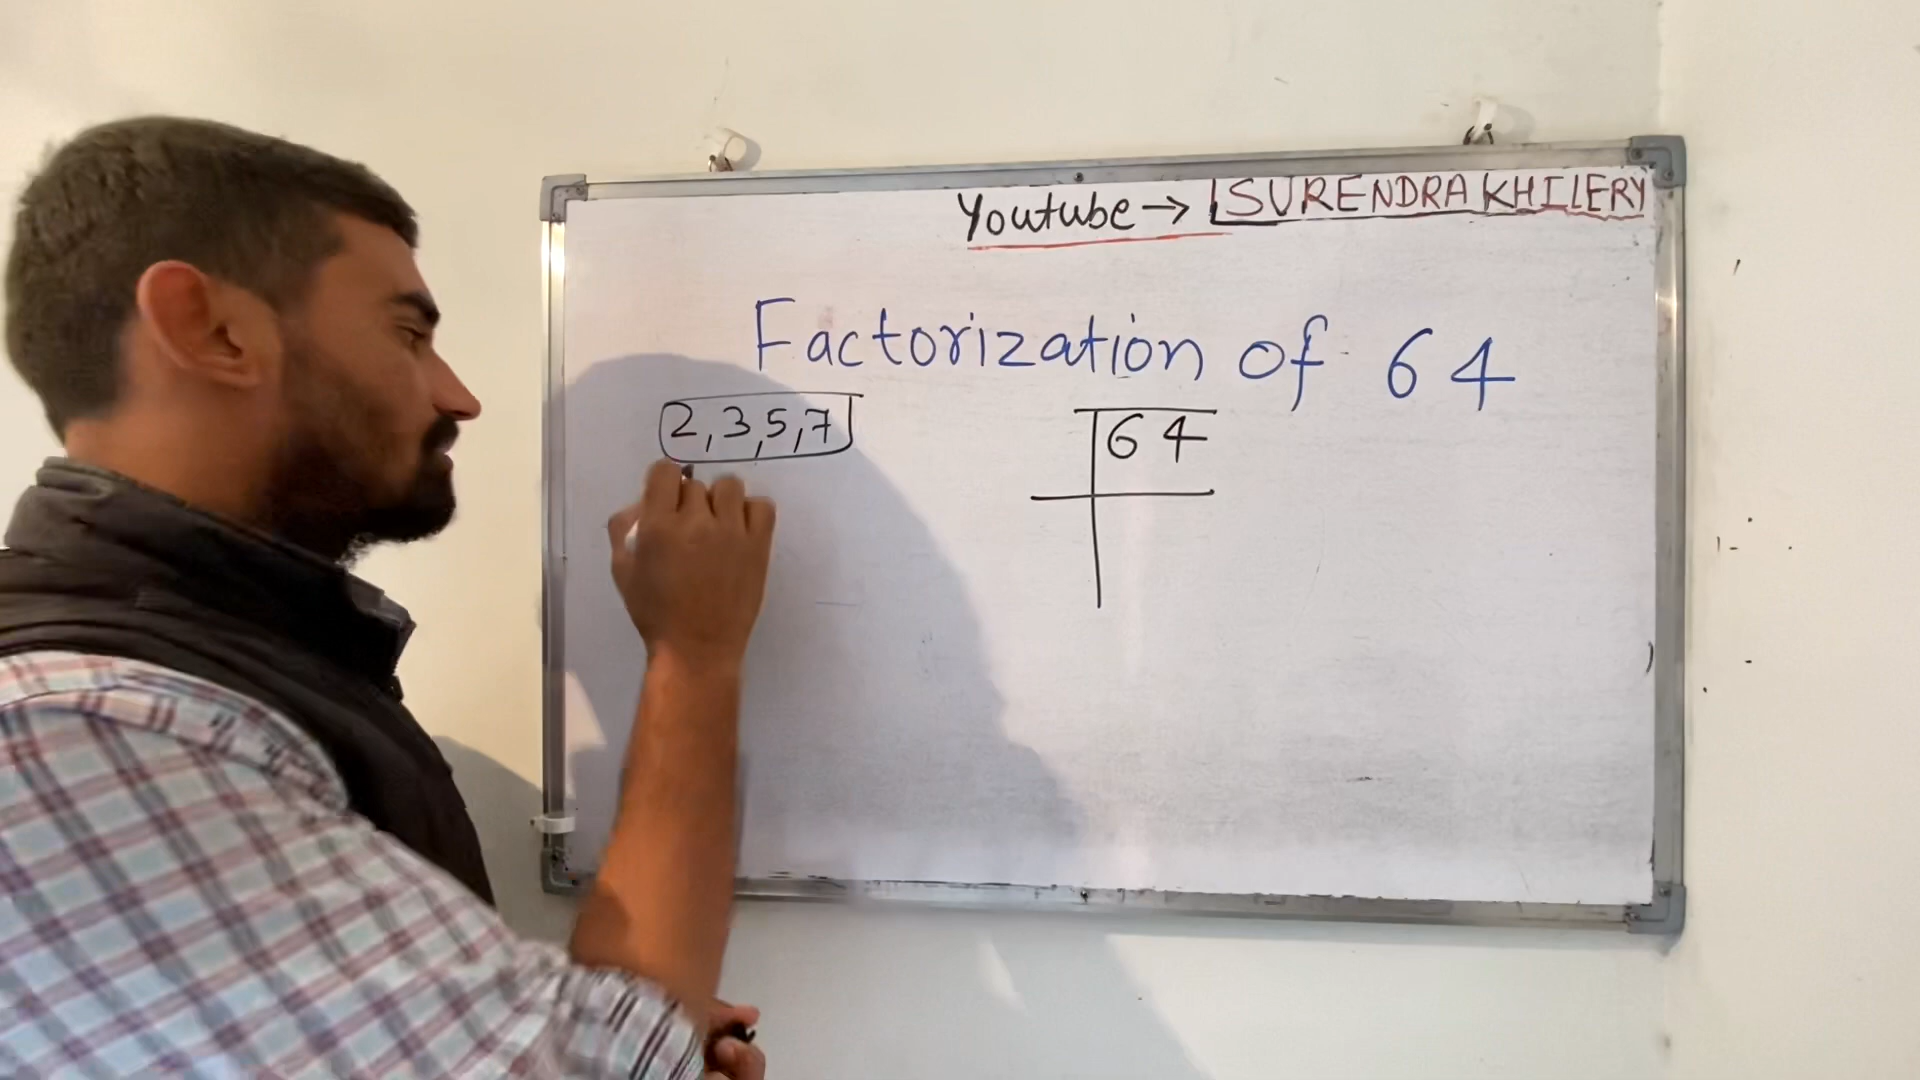 Youtube → SURENDRA KHILERY
Factorization of 64
2,3,5,7
64